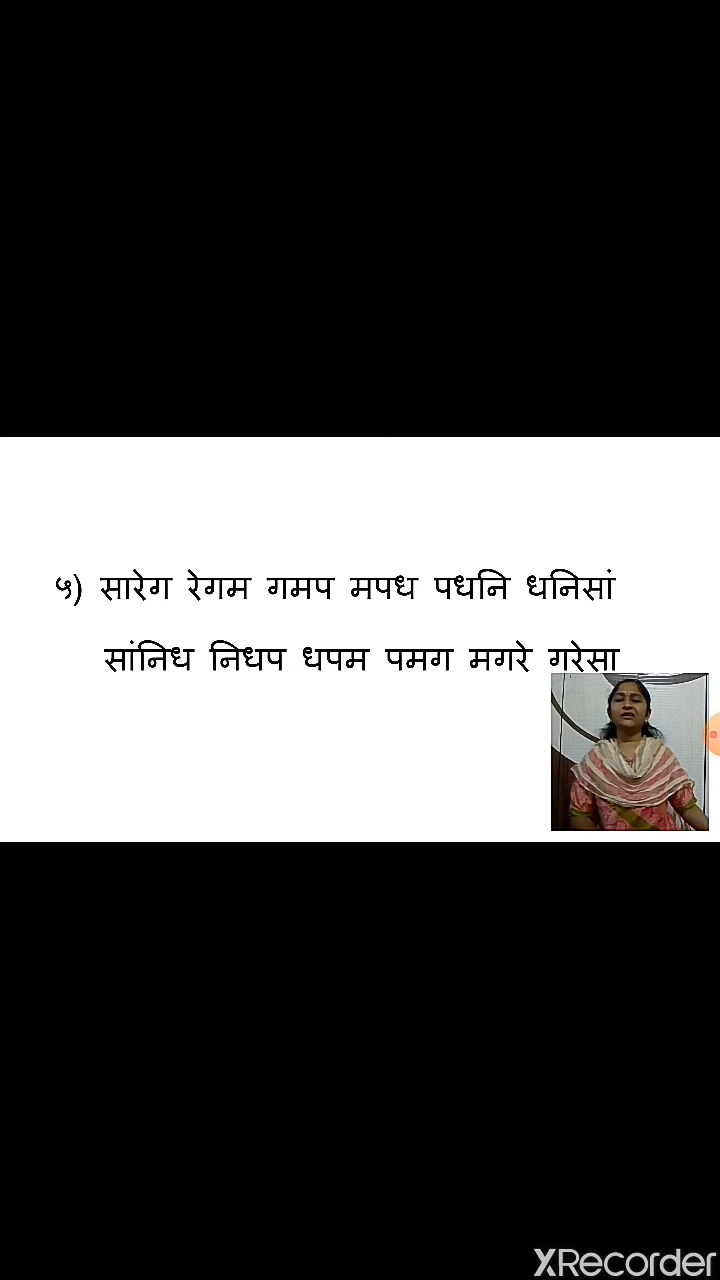 ५) सारेग रेगम गमप मपध पधनि धनिसां
सांनिध निधप धपम पमग मगरे गरेसा
XRecorder